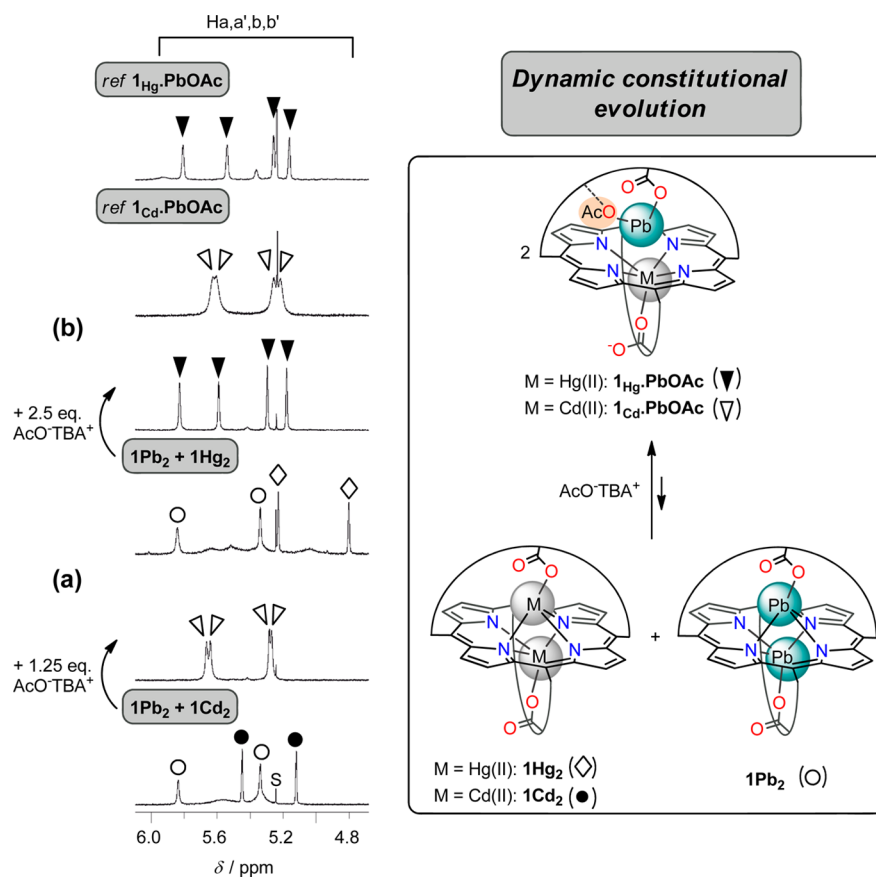 Ha,a',b,b'
ref 1Hg.PbOAc
ref 1Cd.PbOAc
(b)
+ 2.5 eq.
AcO-TBA+
1Pb2 + 1Hg2
(a)
+ 1.25 eq.
AcO-TBA+
1Pb2 + 1Cd2
S
6.0 5.6 5.2 4.8
δ / ppm
Dynamic constitutional
evolution
O
O
AcO
Pb
2
N
N
N
M
N
O
-O
M = Hg(II): 1Hg.PbOAc (▼)
M = Cd(II): 1Cd.PbOAc (▽)
AcO-TBA+
O
O
M
N
N
N
M
N
O
O
+
O
O
Pb
N
N
N
Pb
N
O
O
M = Hg(II): 1Hg2 (◇)
M = Cd(II): 1Cd2 (●)
1Pb2 (○)